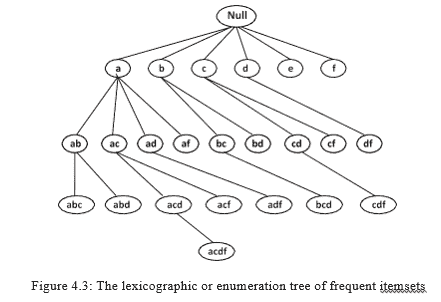 Null
a b c d e f
ab ac ad af bc bd cd cf df
abc abd acd acf adf bcd cdf
acdf
Figure 4.3: The lexicographic or enumeration tree of frequent itemsets